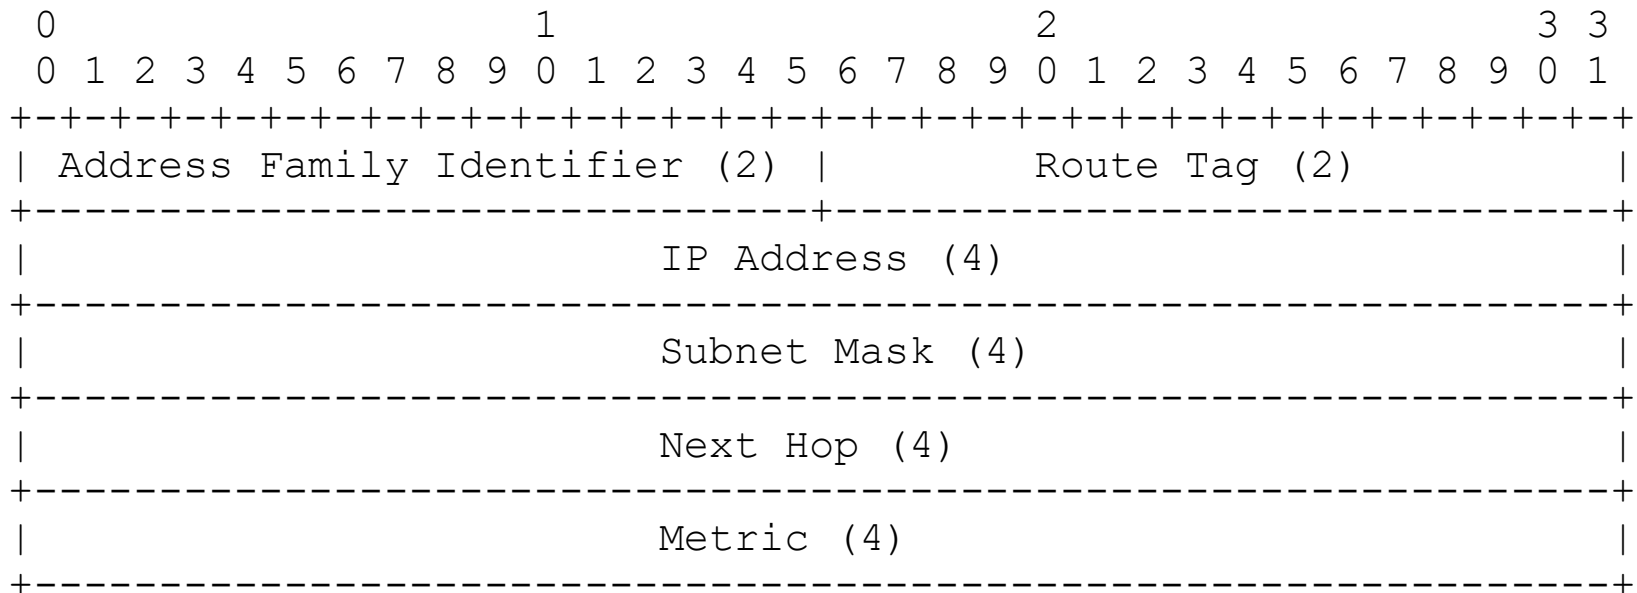 0                   1                   2                   3 3
 0 1 2 3 4 5 6 7 8 9 0 1 2 3 4 5 6 7 8 9 0 1 2 3 4 5 6 7 8 9 0 1
+-+-+-+-+-+-+-+-+-+-+-+-+-+-+-+-+-+-+-+-+-+-+-+-+-+-+-+-+-+-+-+-+
| Address Family Identifier (2) |        Route Tag (2)          |
+-------------------------------+-------------------------------+
|                         IP Address (4)                        |
+---------------------------------------------------------------+
|                         Subnet Mask (4)                       |
+---------------------------------------------------------------+
|                         Next Hop (4)                          |
+---------------------------------------------------------------+
|                         Metric (4)                            |
+---------------------------------------------------------------+